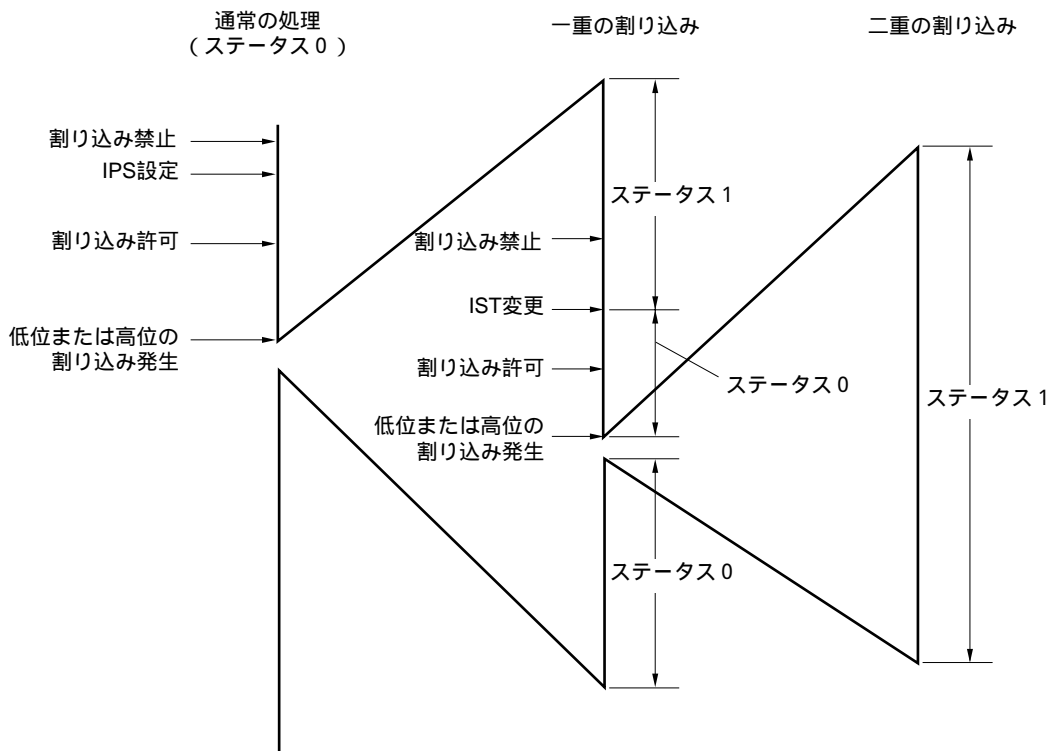 通常の処理
(ステータス0)
一重の割り込み
二重の割り込み
割り込み禁止
IPS設定
割り込み許可
低位または高位の
割り込み発生
ステータス1
割り込み禁止
IST変更
割り込み許可
ステータス0
低位または高位の
割り込み発生
ステータス1
ステータス0